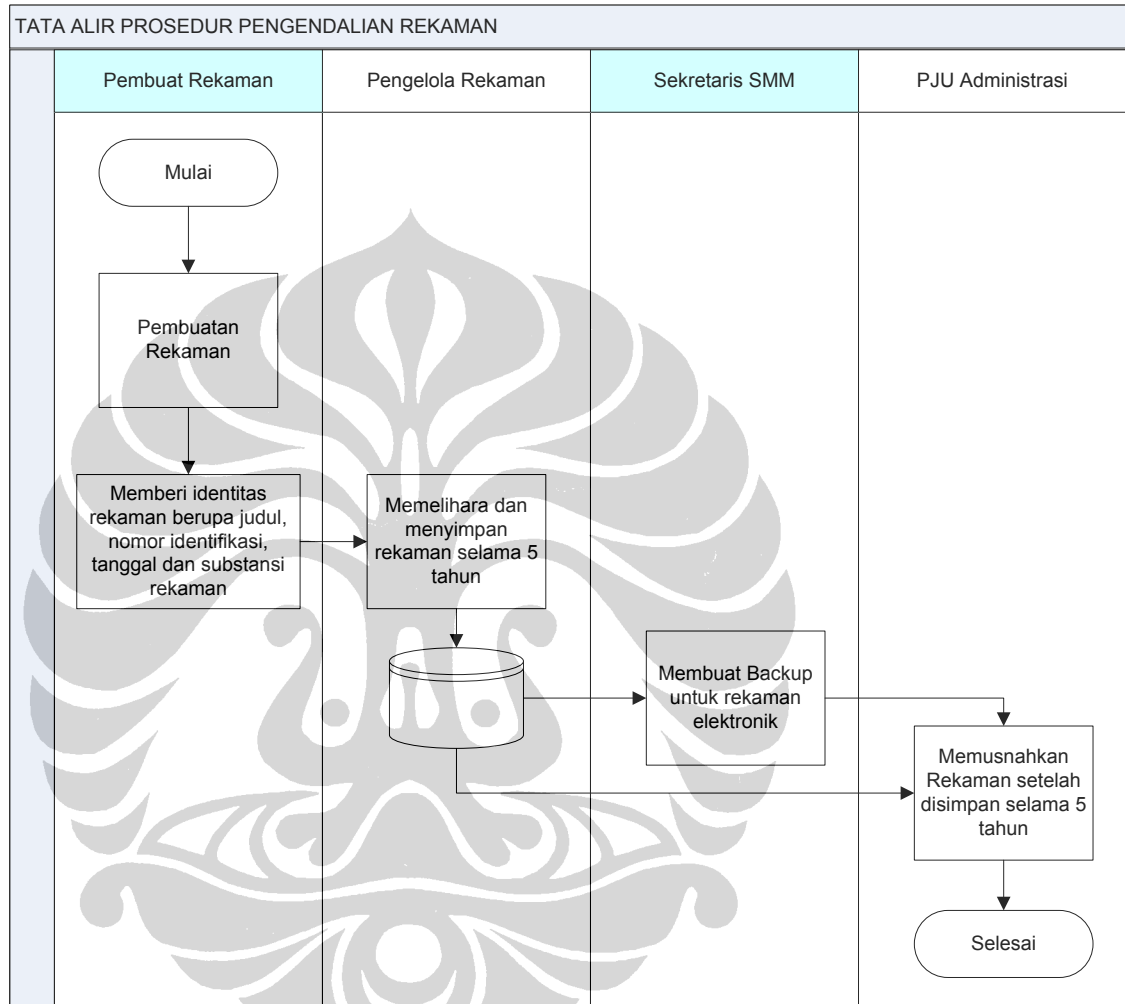 TATA ALIR PROSEDUR PENGENDALIAN REKAMAN
Pembuat Rekaman
Pengelola Rekaman
Sekretaris SMM
PJU Administrasi
Mulai
Pembuatan
Rekaman
Memberi identitas
rekaman berupa judul,
nomor identifikasi,
tanggal dan substansi
rekaman
Memelihara dan
menyimpan
rekaman selama 5
tahun
Membuat Backup
untuk rekaman
elektronik
Memusnahkan
Rekaman setelah
disimpan selama 5
tahun
Selesai